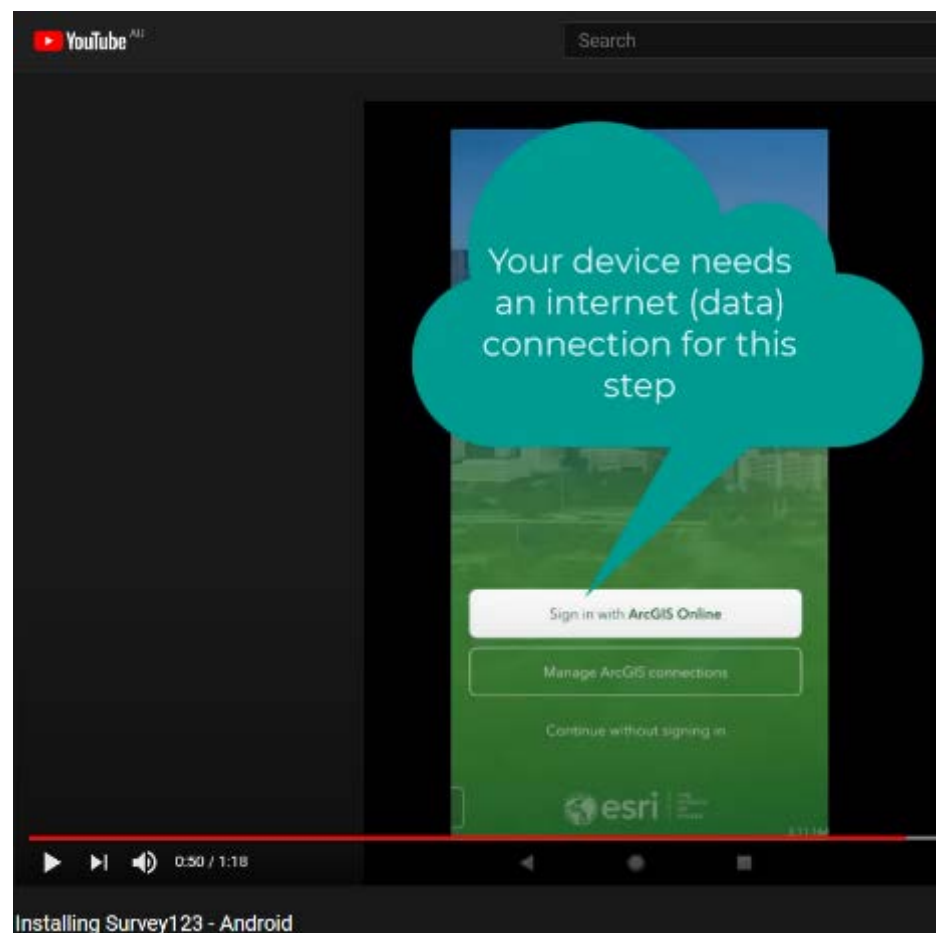 YouTube AU
Search
Your device needs
an internet (data)
connection for this
step
Sign in with ArcGIS Online
Manage ArcGIS connections
Continue without signing in
esri
0:50 / 1:18
Installing Survey123 - Android